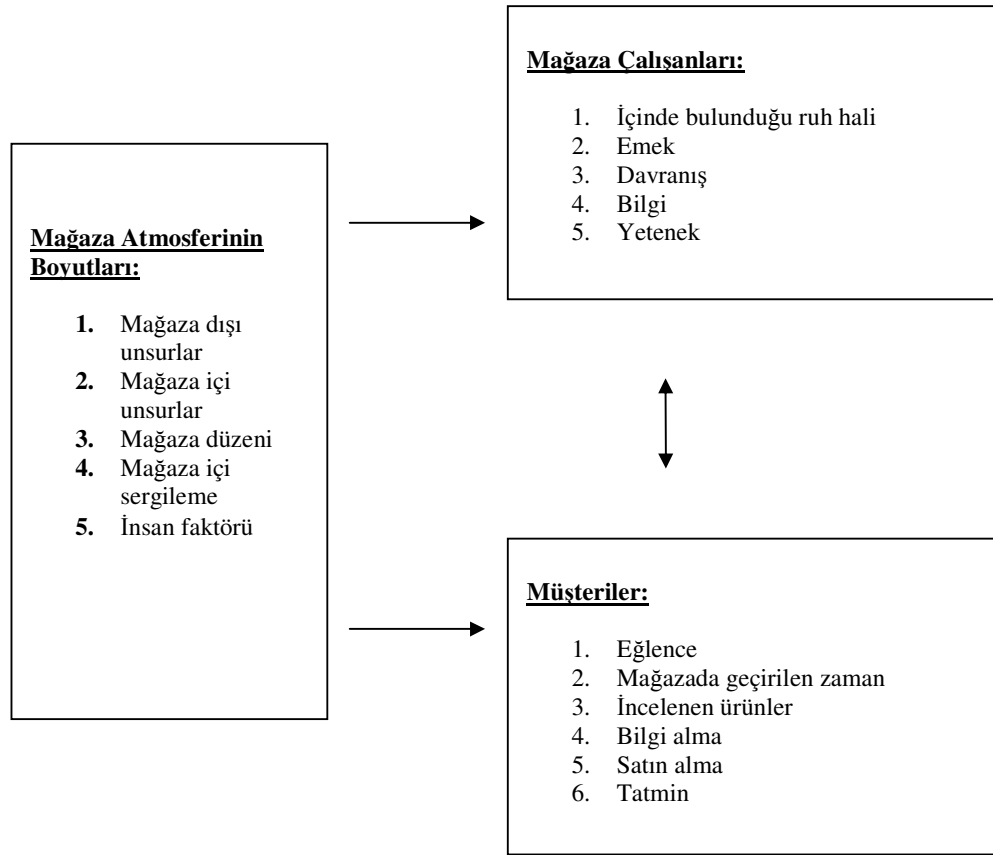 Mağaza Atmosferinin
Boyutları:
1. Mağaza dışı
unsurlar
2. Mağaza içi
unsurlar
3. Mağaza düzeni
4. Mağaza içi
sergileme
5. İnsan faktörü
Mağaza Çalışanları:
1. İçinde bulunduğu ruh hali
2. Emek
3. Davranış
4. Bilgi
5. Yetenek
Müşteriler:
1. Eğlence
2. Mağazada geçirilen zaman
3. İncelenen ürünler
4. Bilgi alma
5. Satın alma
6. Tatmin